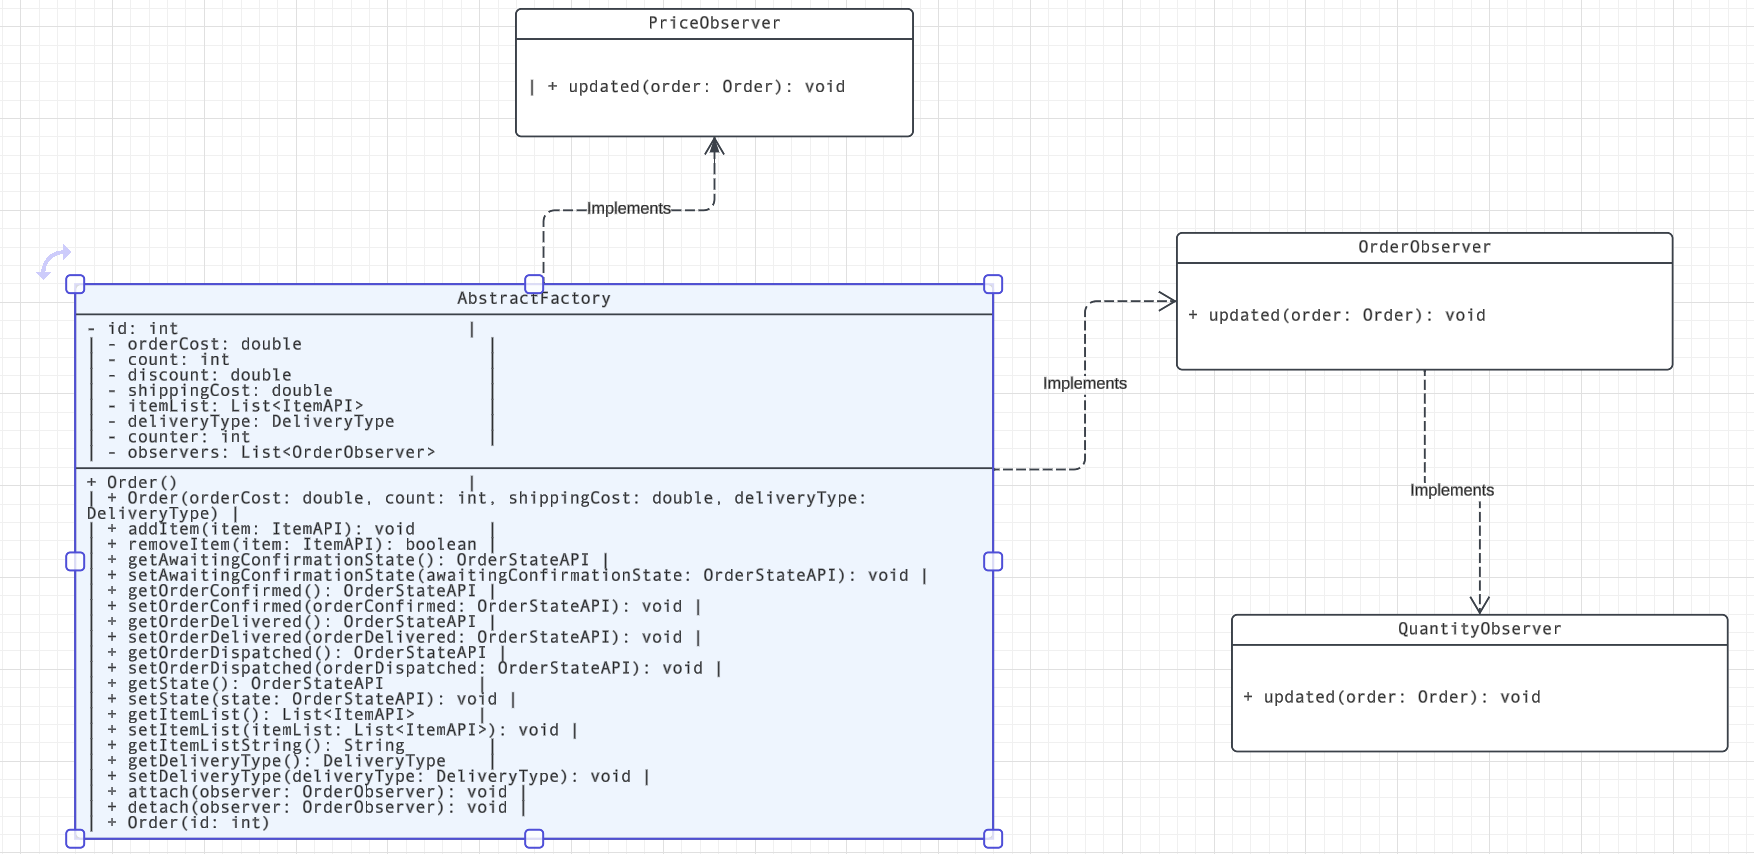 PriceObserver
| + updated(order: Order): void
Implements
AbstractFactory
- id: int |
| - orderCost: double |
| - count: int |
| - discount: double |
| - shippingCost: double |
| - itemList: List<ItemAPI> |
| - deliveryType: DeliveryType |
| - counter: int |
| - observers: List<OrderObserver>
+ Order() |
| + Order(orderCost: double, count: int, shippingCost: double, deliveryType:
DeliveryType) |
| + addItem(item: ItemAPI): void |
| + removeItem(item: ItemAPI): boolean |
| + getAwaitingConfirmationState(): OrderStateAPI |
| + setAwaitingConfirmationState(awaitingConfirmationState: OrderStateAPI): void |
| + getOrderConfirmed(): OrderStateAPI |
| + setOrderConfirmed(orderConfirmed: OrderStateAPI): void |
| + getOrderDelivered(): OrderStateAPI |
| + setOrderDelivered(orderDelivered: OrderStateAPI): void |
| + getOrderDispatched(): OrderStateAPI |
| + setOrderDispatched(orderDispatched: OrderStateAPI): void |
| + getState(): OrderStateAPI |
| + setState(state: OrderStateAPI): void |
| + getItemList(): List<ItemAPI> |
| + setItemList(itemList: List<ItemAPI>): void |
| + getItemListString(): String |
| + getDeliveryType(): DeliveryType |
| + setDeliveryType(deliveryType: DeliveryType): void |
| + attach(observer: OrderObserver): void |
| + detach(observer: OrderObserver): void |
| + Order(id: int)
Implements
OrderObserver
+ updated(order: Order): void
Implements
QuantityObserver
+ updated(order: Order): void